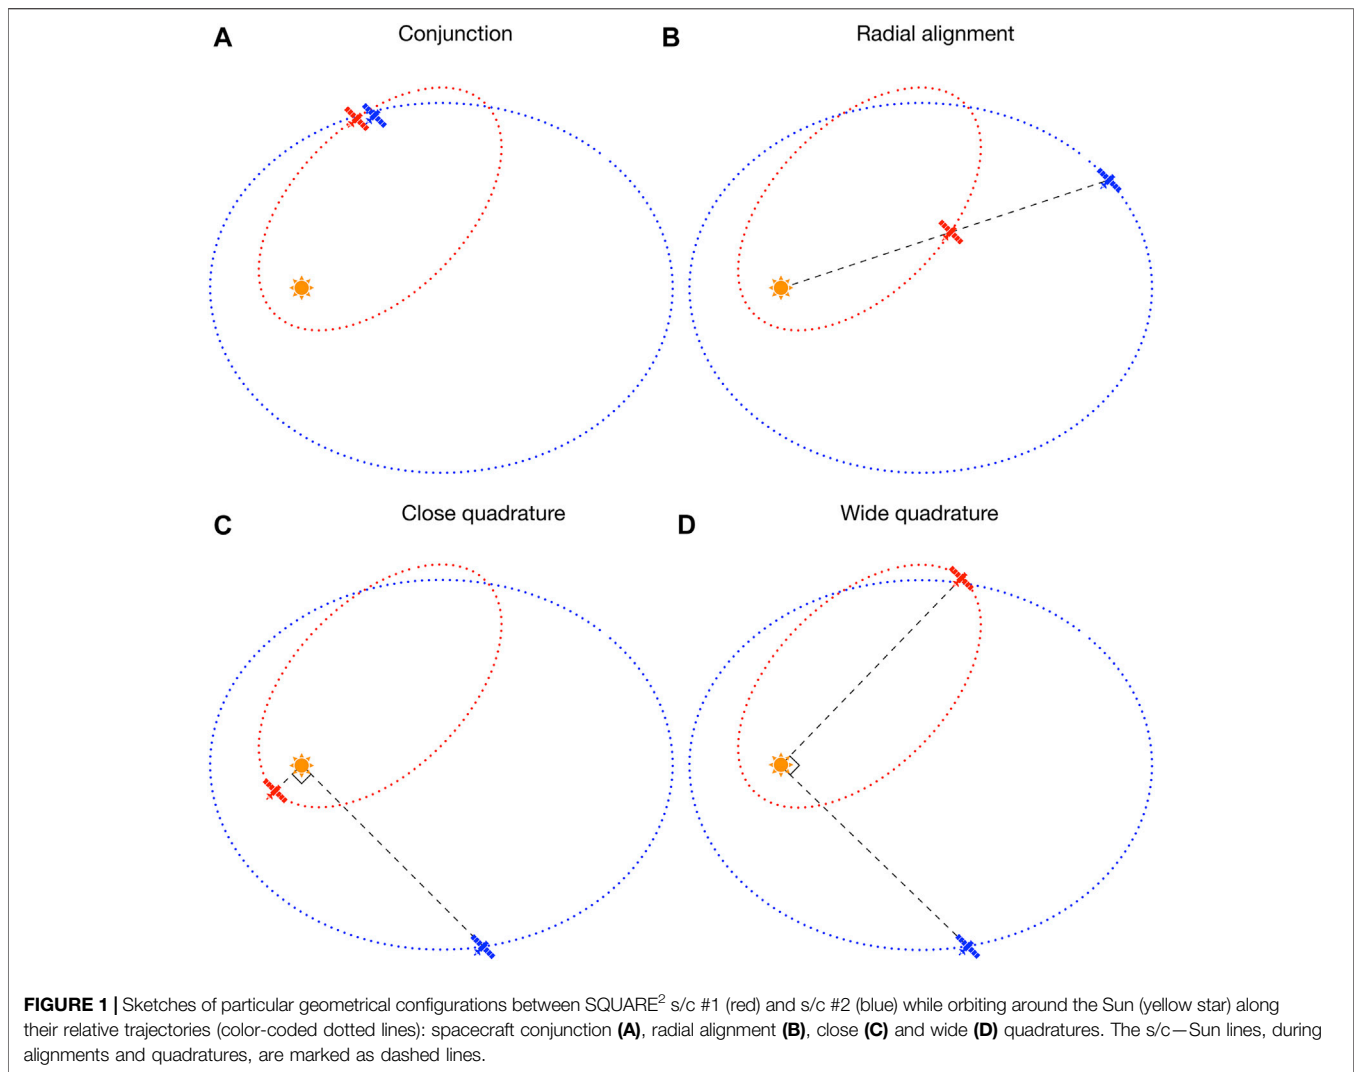 A
Conjunction
B
Radial alignment
C
Close quadrature
D
Wide quadrature
FIGURE 1 | Sketches of particular geometrical configurations between SQUARE² s/c #1 (red) and s/c #2 (blue) while orbiting around the Sun (yellow star) along
their relative trajectories (color-coded dotted lines): spacecraft conjunction (A), radial alignment (B), close (C) and wide (D) quadratures. The s/c—Sun lines, during
alignments and quadratures, are marked as dashed lines.